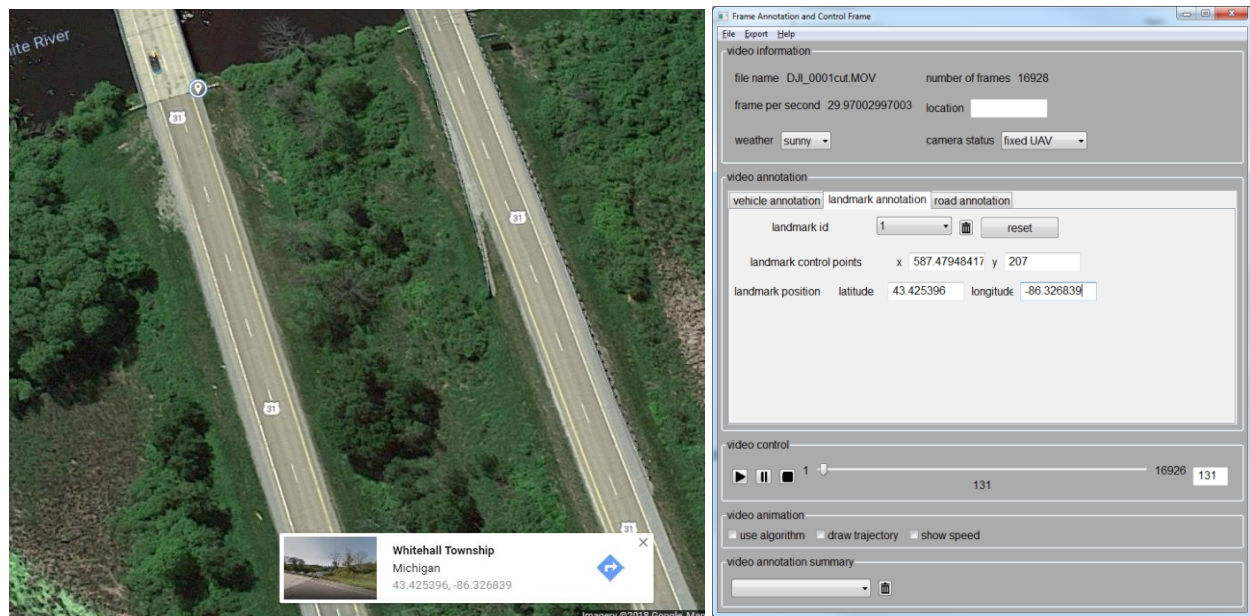 ite River
31
31
31
31
Whitehall Township
Michigan
43.425396, -86.326839
Imagery ©2018 Google, Map
Frame Annotation and Control Frame
File Export Help
video information
file name DJI_0001cut.MOV number of frames 16928
frame per second 29.97002997003 location
weather sunny camera status fixed UAV
video annotation
vehicle annotation landmark annotation road annotation
landmark id 1 reset
landmark control points x 587.47948417 y 207
landmark position latitude 43.425396 longitude -86.326839
video control
1 16926 131
131
video animation
use algorithm draw trajectory show speed
video annotation summary